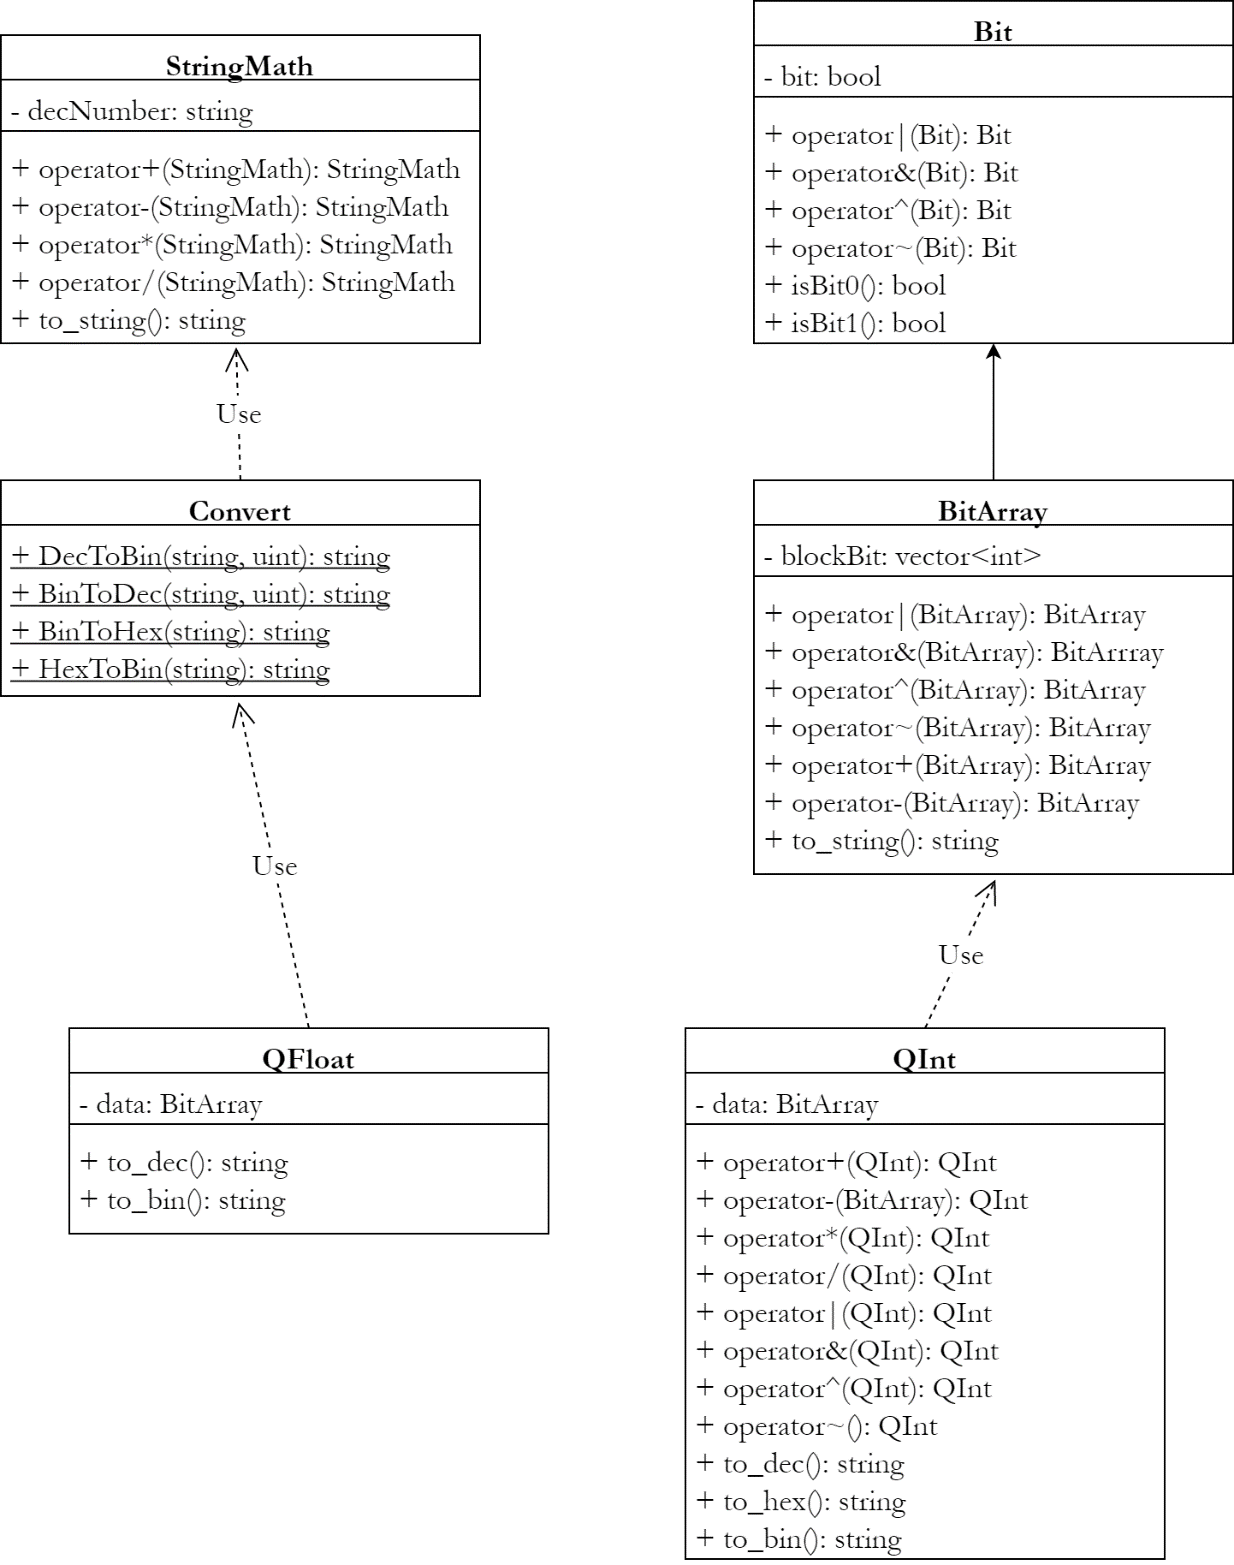 StringMath
- decNumber: string
+ operator+(StringMath): StringMath
+ operator-(StringMath): StringMath
+ operator*(StringMath): StringMath
+ operator/(StringMath): StringMath
+ to_string(): string
Use
Convert
+ DecToBin(string, uint): string
+ BinToDec(string, uint): string
+ BinToHex(string): string
+ HexToBin(string): string
Use
QFloat
- data: BitArray
+ to_dec(): string
+ to_bin(): string
Bit
- bit: bool
+ operator|(Bit): Bit
+ operator&(Bit): Bit
+ operator^(Bit): Bit
+ operator~(Bit): Bit
+ isBit0(): bool
+ isBit1(): bool
BitArray
- blockBit: vector<int>
+ operator|(BitArray): BitArray
+ operator&(BitArray): BitArrray
+ operator^(BitArray): BitArray
+ operator~(BitArray): BitArray
+ operator+(BitArray): BitArray
+ operator-(BitArray): BitArray
+ to_string(): string
Use
QInt
- data: BitArray
+ operator+(QInt): QInt
+ operator-(BitArray): QInt
+ operator*(QInt): QInt
+ operator/(QInt): QInt
+ operator|(QInt): QInt
+ operator&(QInt): QInt
+ operator^(QInt): QInt
+ operator~(): QInt
+ to_dec(): string
+ to_hex(): string
+ to_bin(): string